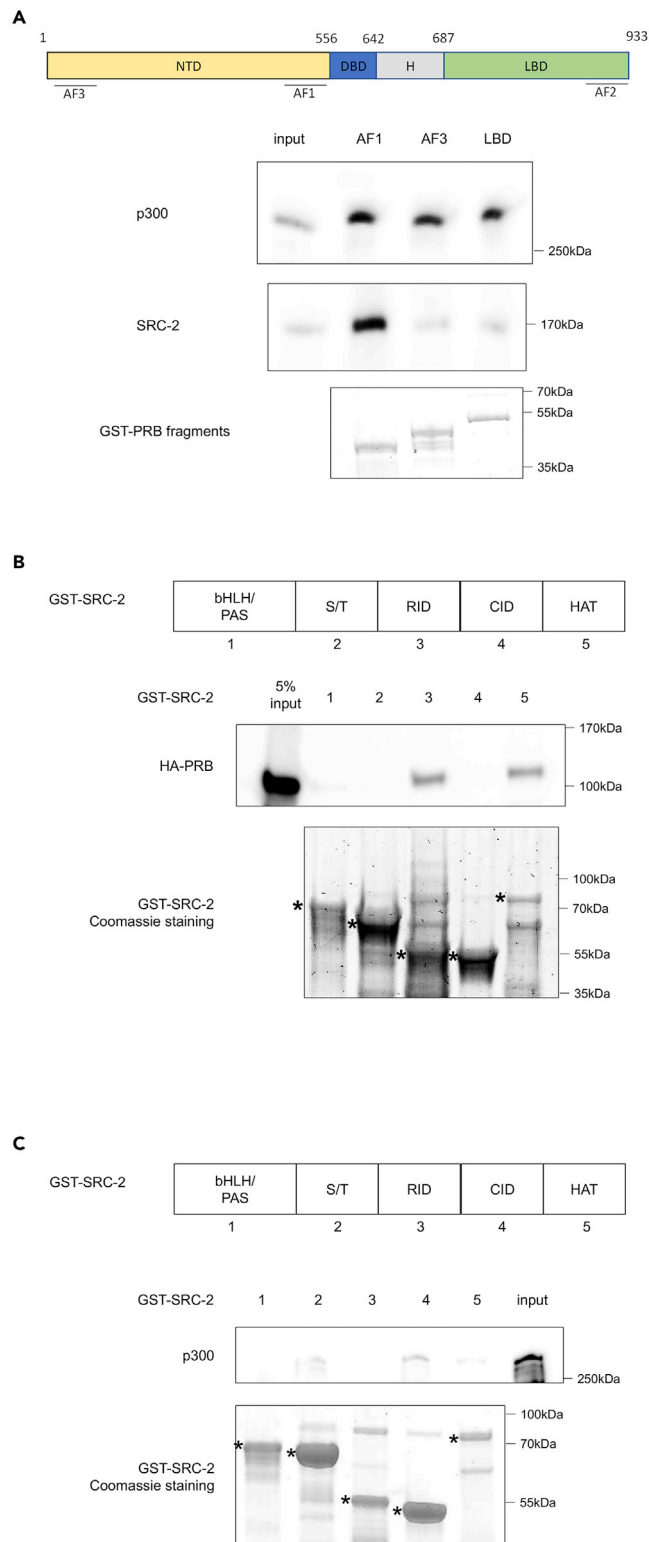 A
1 556 642 687 933
NTD DBD H LBD
AF3 AF1 AF2
input AF1 AF3 LBD
p300
250kDa
SRC-2
170kDa
70kDa
55kDa
GST-PRB fragments
35kDa
B
GST-SRC-2
bHLH/
PAS S/T RID CID HAT
1 2 3 4 5
5%
input
GST-SRC-2 1 2 3 4 5
170kDa
HA-PRB
100kDa
100kDa
70kDa
*
*
*
GST-SRC-2
Coomassie staining
55kDa
* *
35kDa
C
GST-SRC-2
bHLH/
PAS S/T RID CID HAT
1 2 3 4 5
GST-SRC-2 1 2 3 4 5 input
p300
250kDa
100kDa
70kDa
* * *
GST-SRC-2
Coomassie staining
55kDa
* *